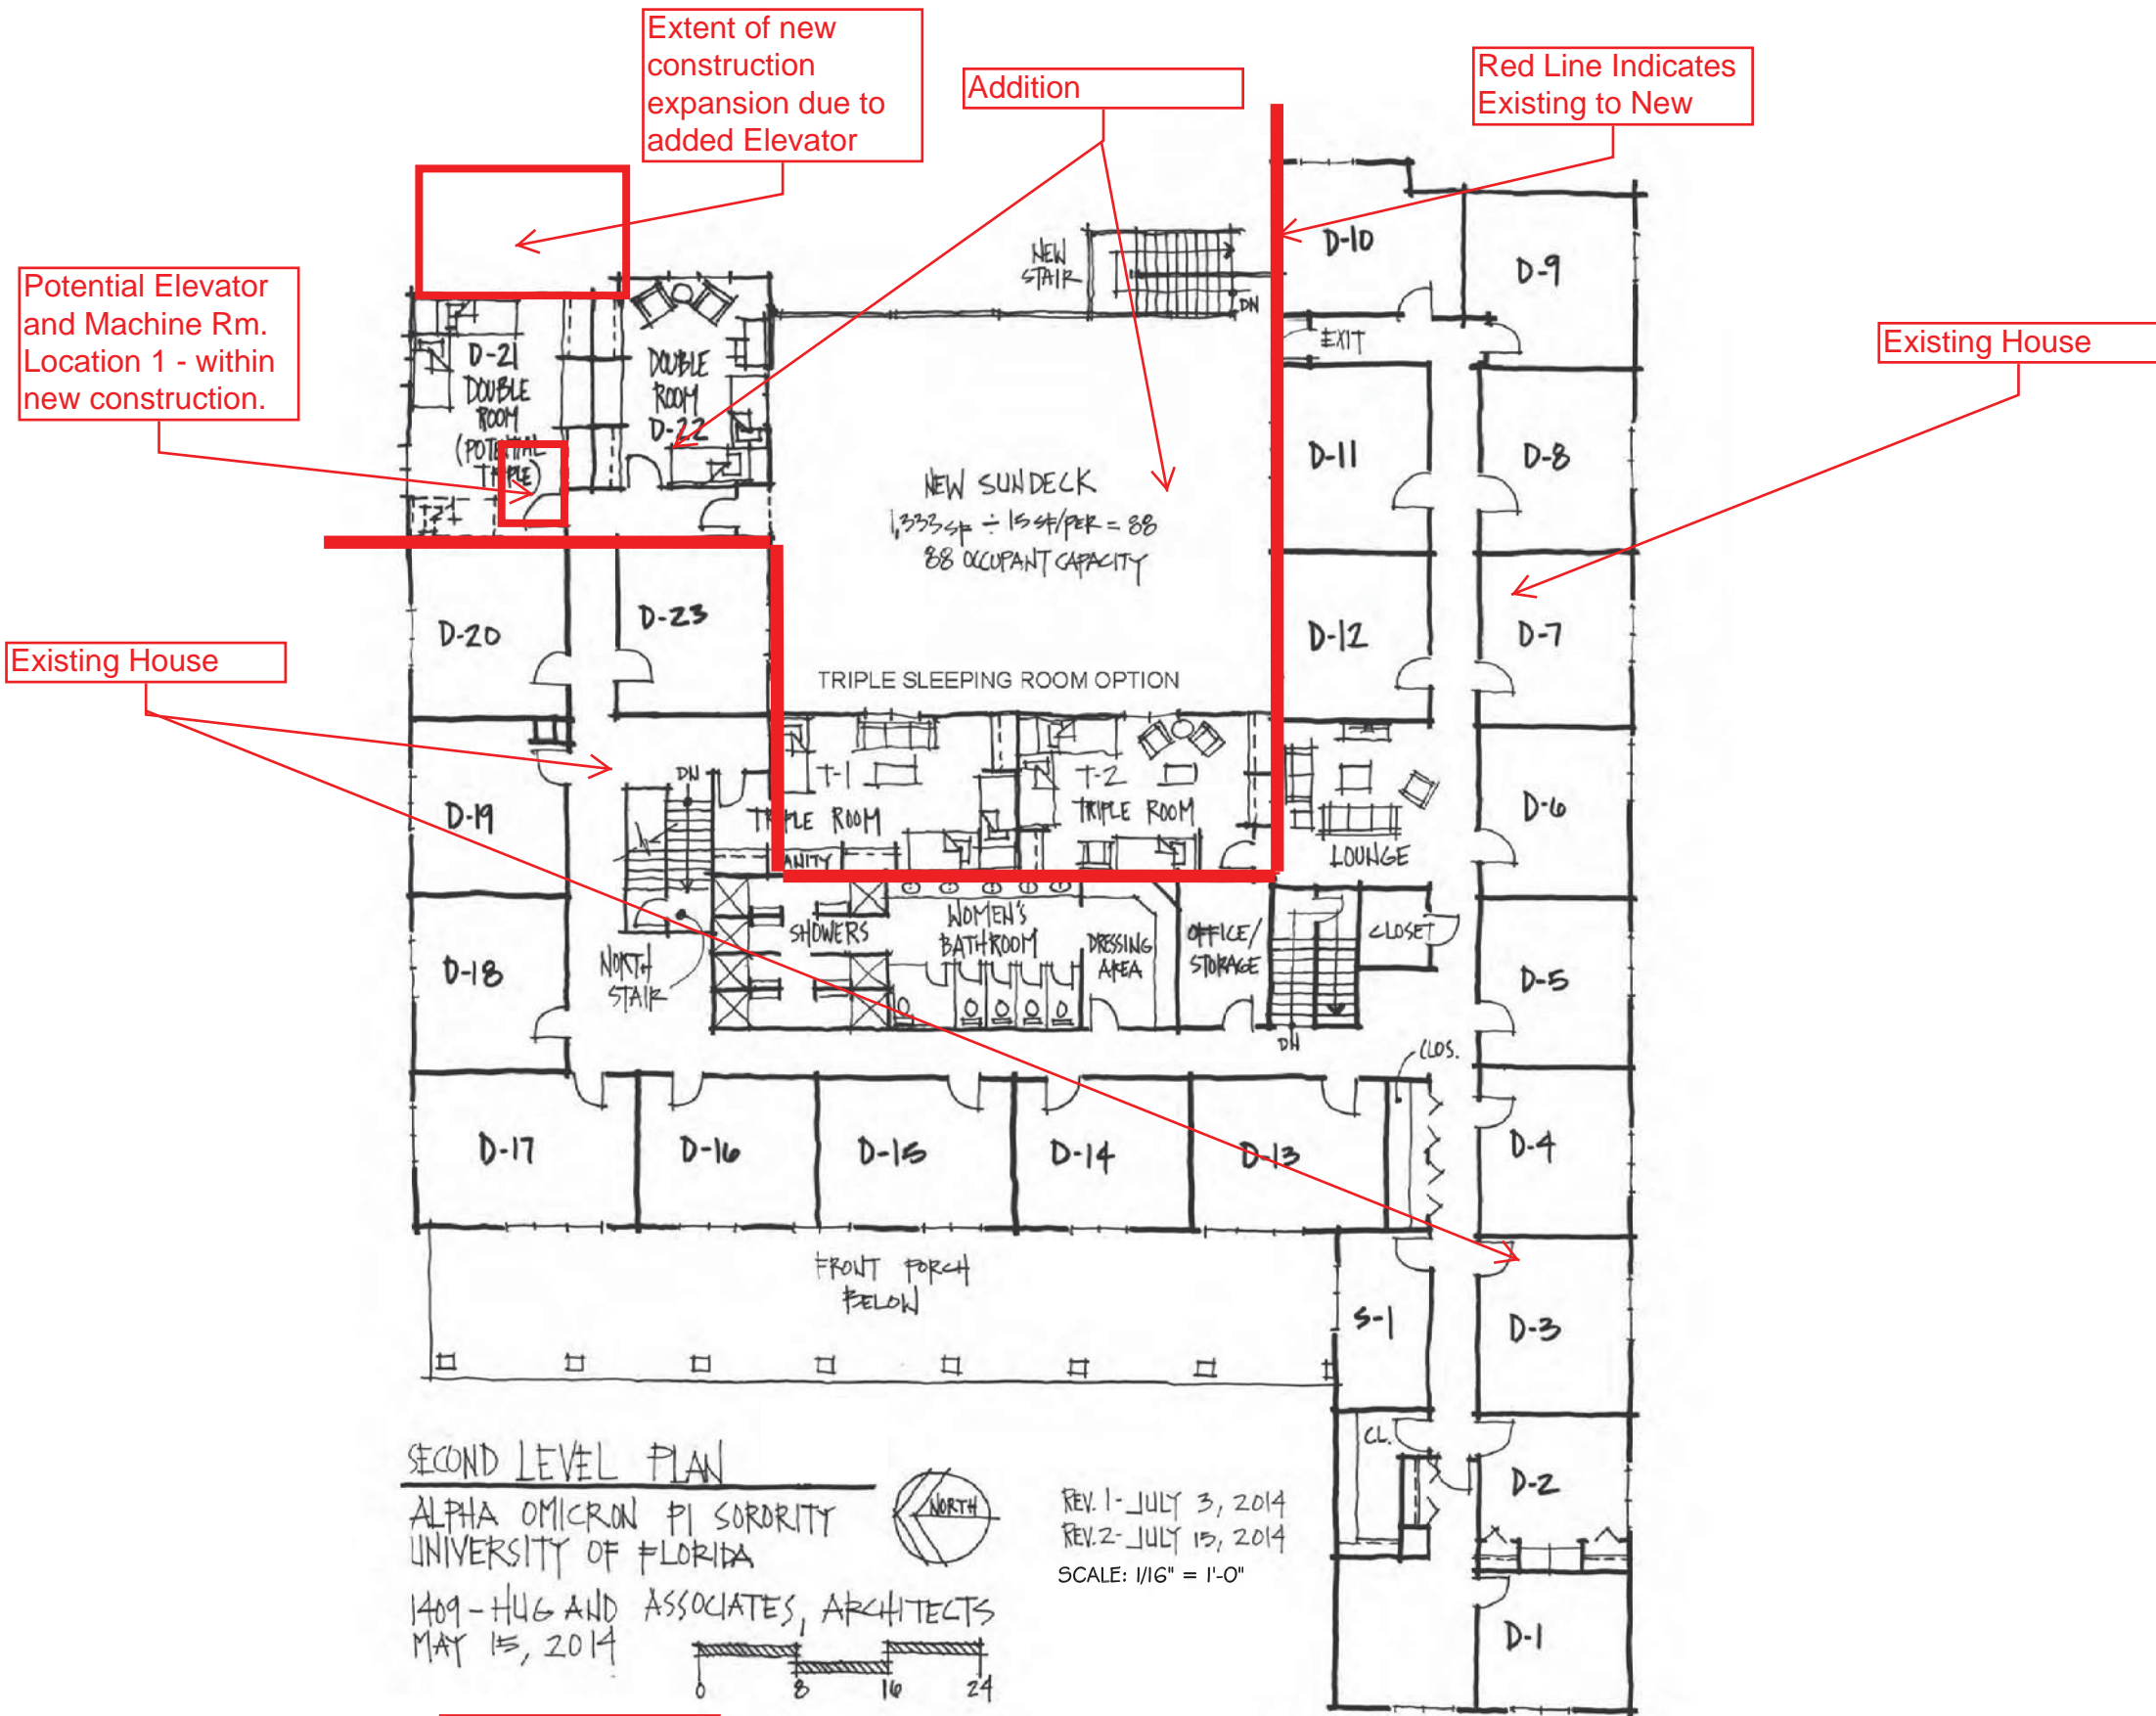 Extent of new
construction
expansion due to
added Elevator
Addition
Red Line Indicates
Existing to New
Potential Elevator
and Machine Rm.
Location 1 - within
new construction.
Existing House
Existing House
NEW
STAIR
DN
D-10
D-9
EXIT
D-21
DOUBLE
ROOM
(POTENTIAL
TRIPLE)
DOUBLE
ROOM
D-22
D-11
D-8
NEW SUNDECK
1,333 SF ÷ 15 SF/PER = 88
88 OCCUPANT CAPACITY
D-20
D-23
D-12
D-7
TRIPLE SLEEPING ROOM OPTION
DN
T-1
TRIPLE ROOM
T-2
TRIPLE ROOM
D-19
D-6
LOUNGE
VANITY
D-18
NORTH
STAIR
SHOWERS
WOMEN'S
BATHROOM
DRESSING
AREA
OFFICE/
STORAGE
CLOSET
D-5
DN
CLOS.
D-17
D-16
D-15
D-14
D-13
D-4
FRONT PORCH
BELOW
S-1
D-3
CL.
D-2
D-1
SECOND LEVEL PLAN
ALPHA OMICRON PI SORORITY
UNIVERSITY OF FLORIDA
1409 - HUG AND ASSOCIATES, ARCHITECTS
MAY 15, 2014
NORTH
REV. 1 - JULY 3, 2014
REV. 2 - JULY 15, 2014
SCALE: 1/16" = 1'-0"
0 8 16 24